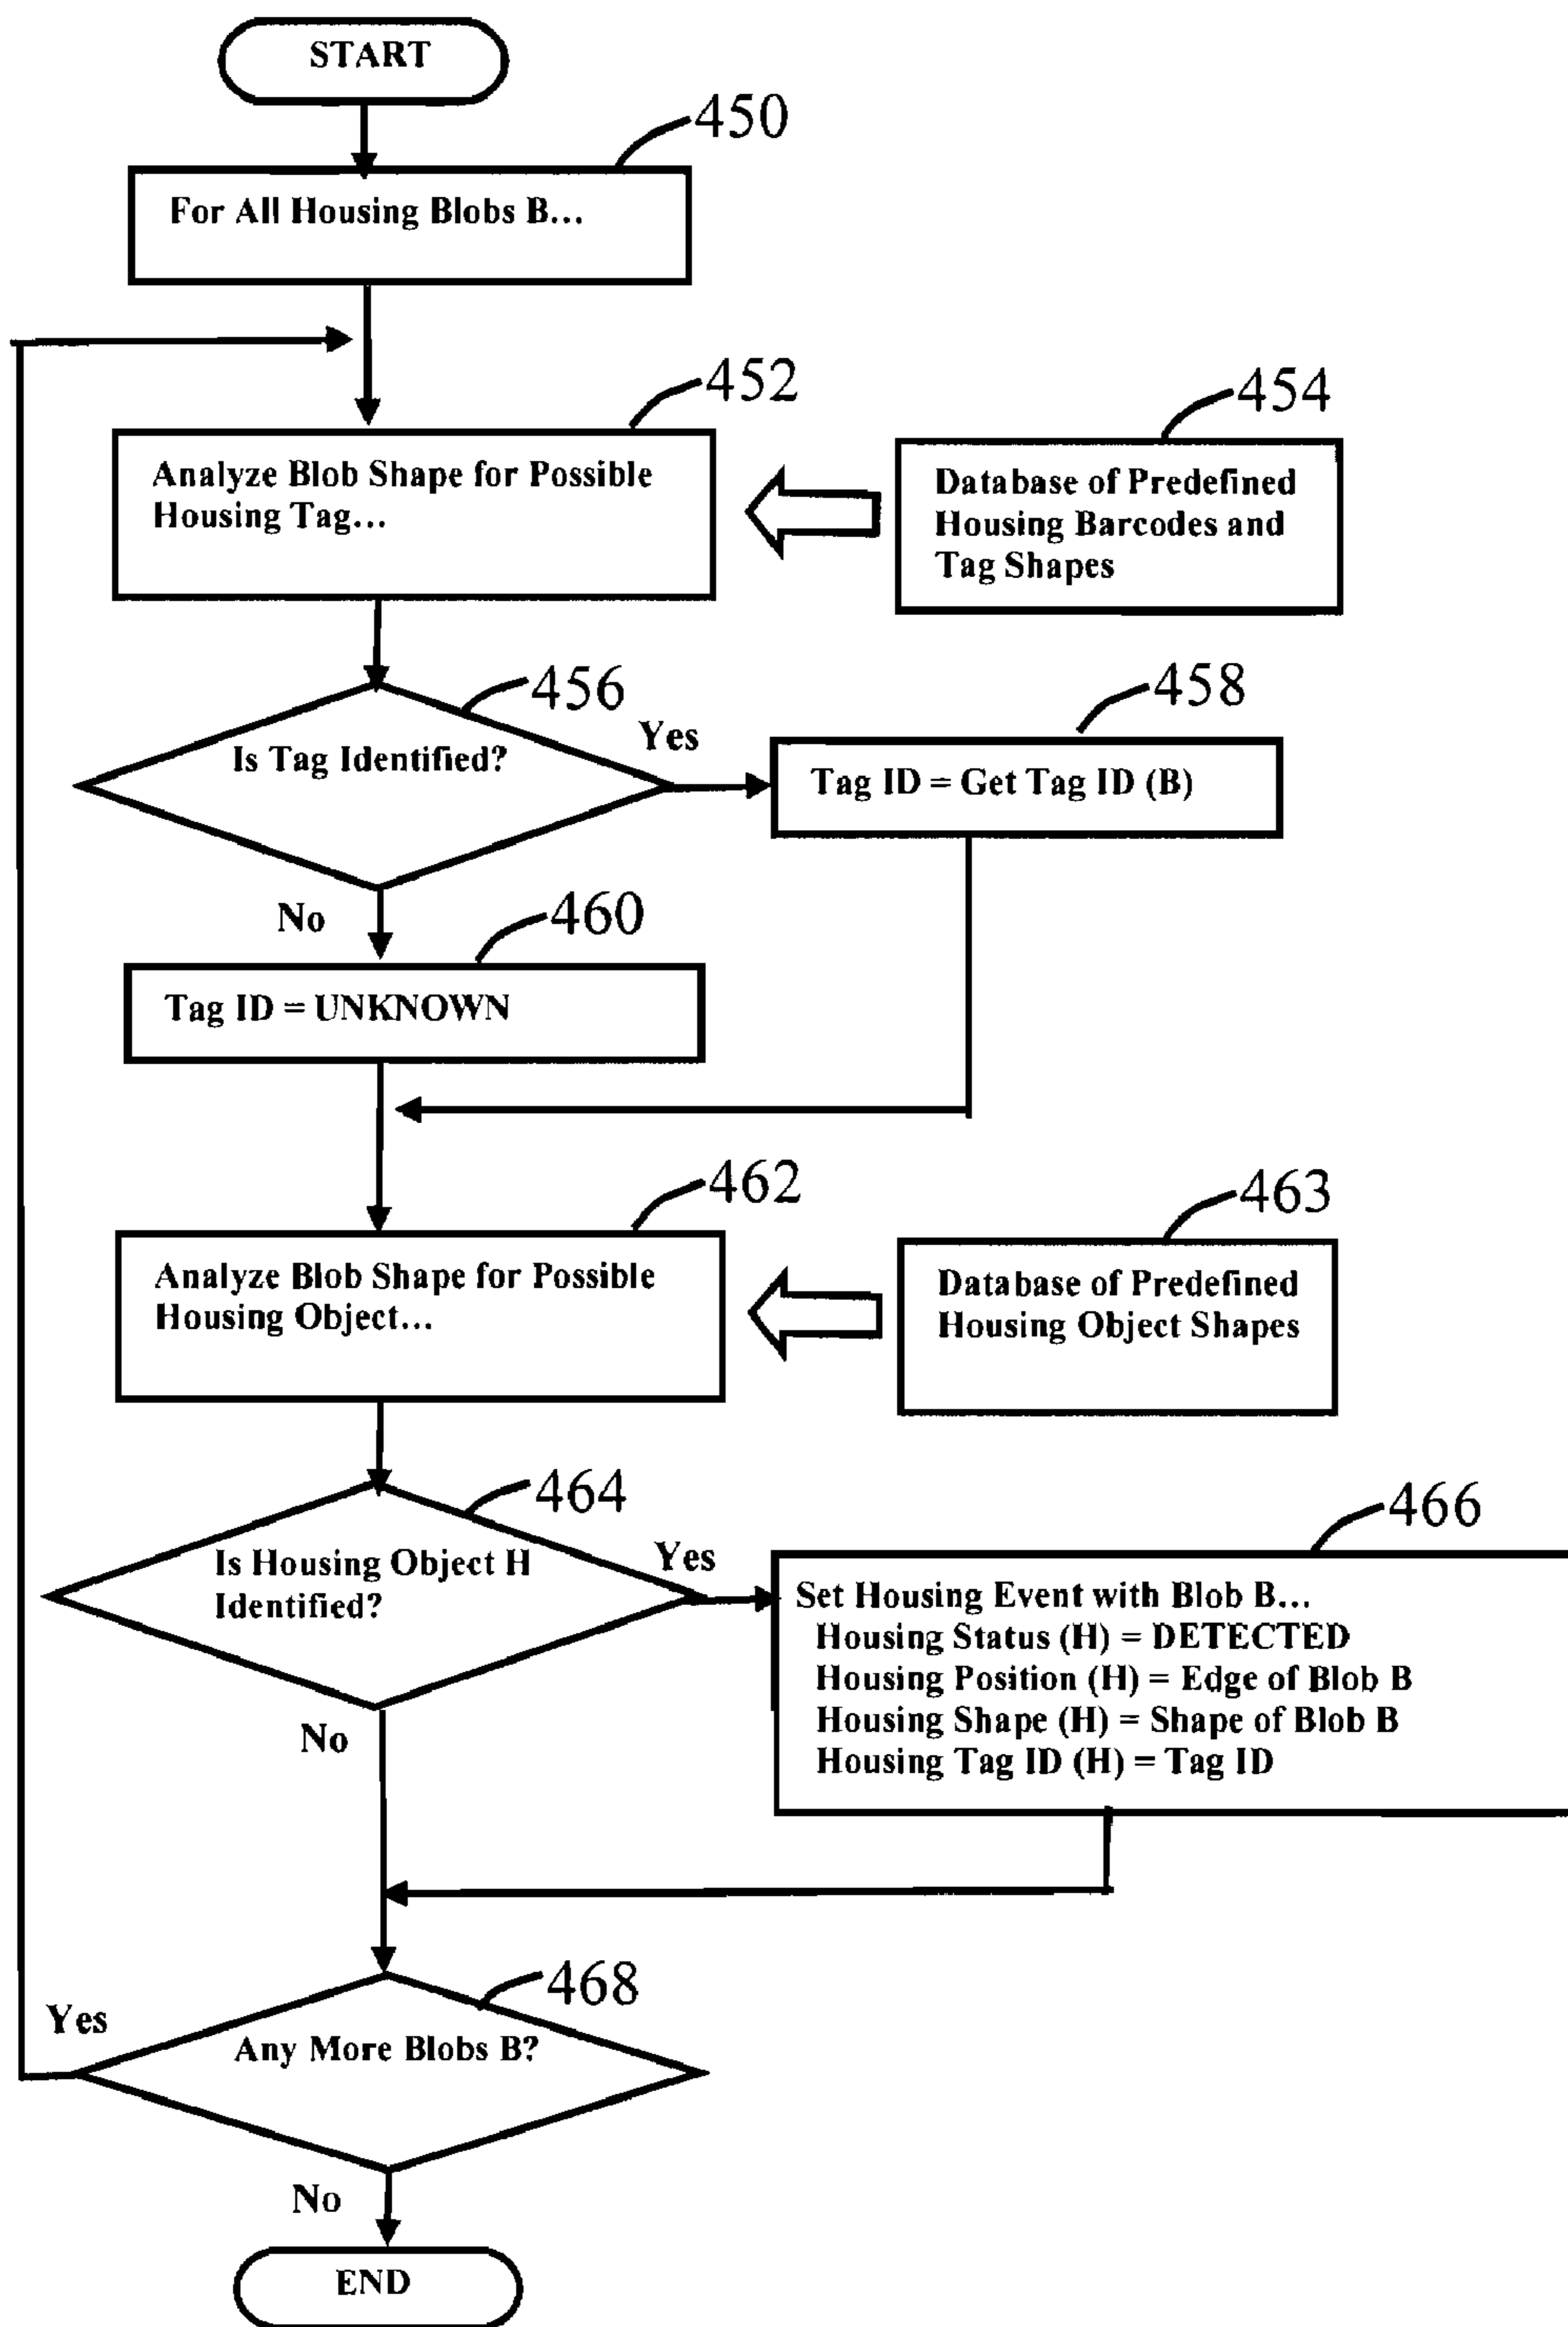 START
450
For All Housing Blobs B...
452
454
Analyze Blob Shape for Possible
Housing Tag...
Database of Predefined
Housing Barcodes and
Tag Shapes
456
458
Is Tag Identified?
Yes
Tag ID = Get Tag ID (B)
No
460
Tag ID = UNKNOWN
462
463
Analyze Blob Shape for Possible
Housing Object...
Database of Predefined
Housing Object Shapes
464
466
Is Housing Object H
Identified?
Yes
Set Housing Event with Blob B...
Housing Status (H) = DETECTED
Housing Position (H) = Edge of Blob B
Housing Shape (H) = Shape of Blob B
Housing Tag ID (H) = Tag ID
No
468
Yes
Any More Blobs B?
No
END